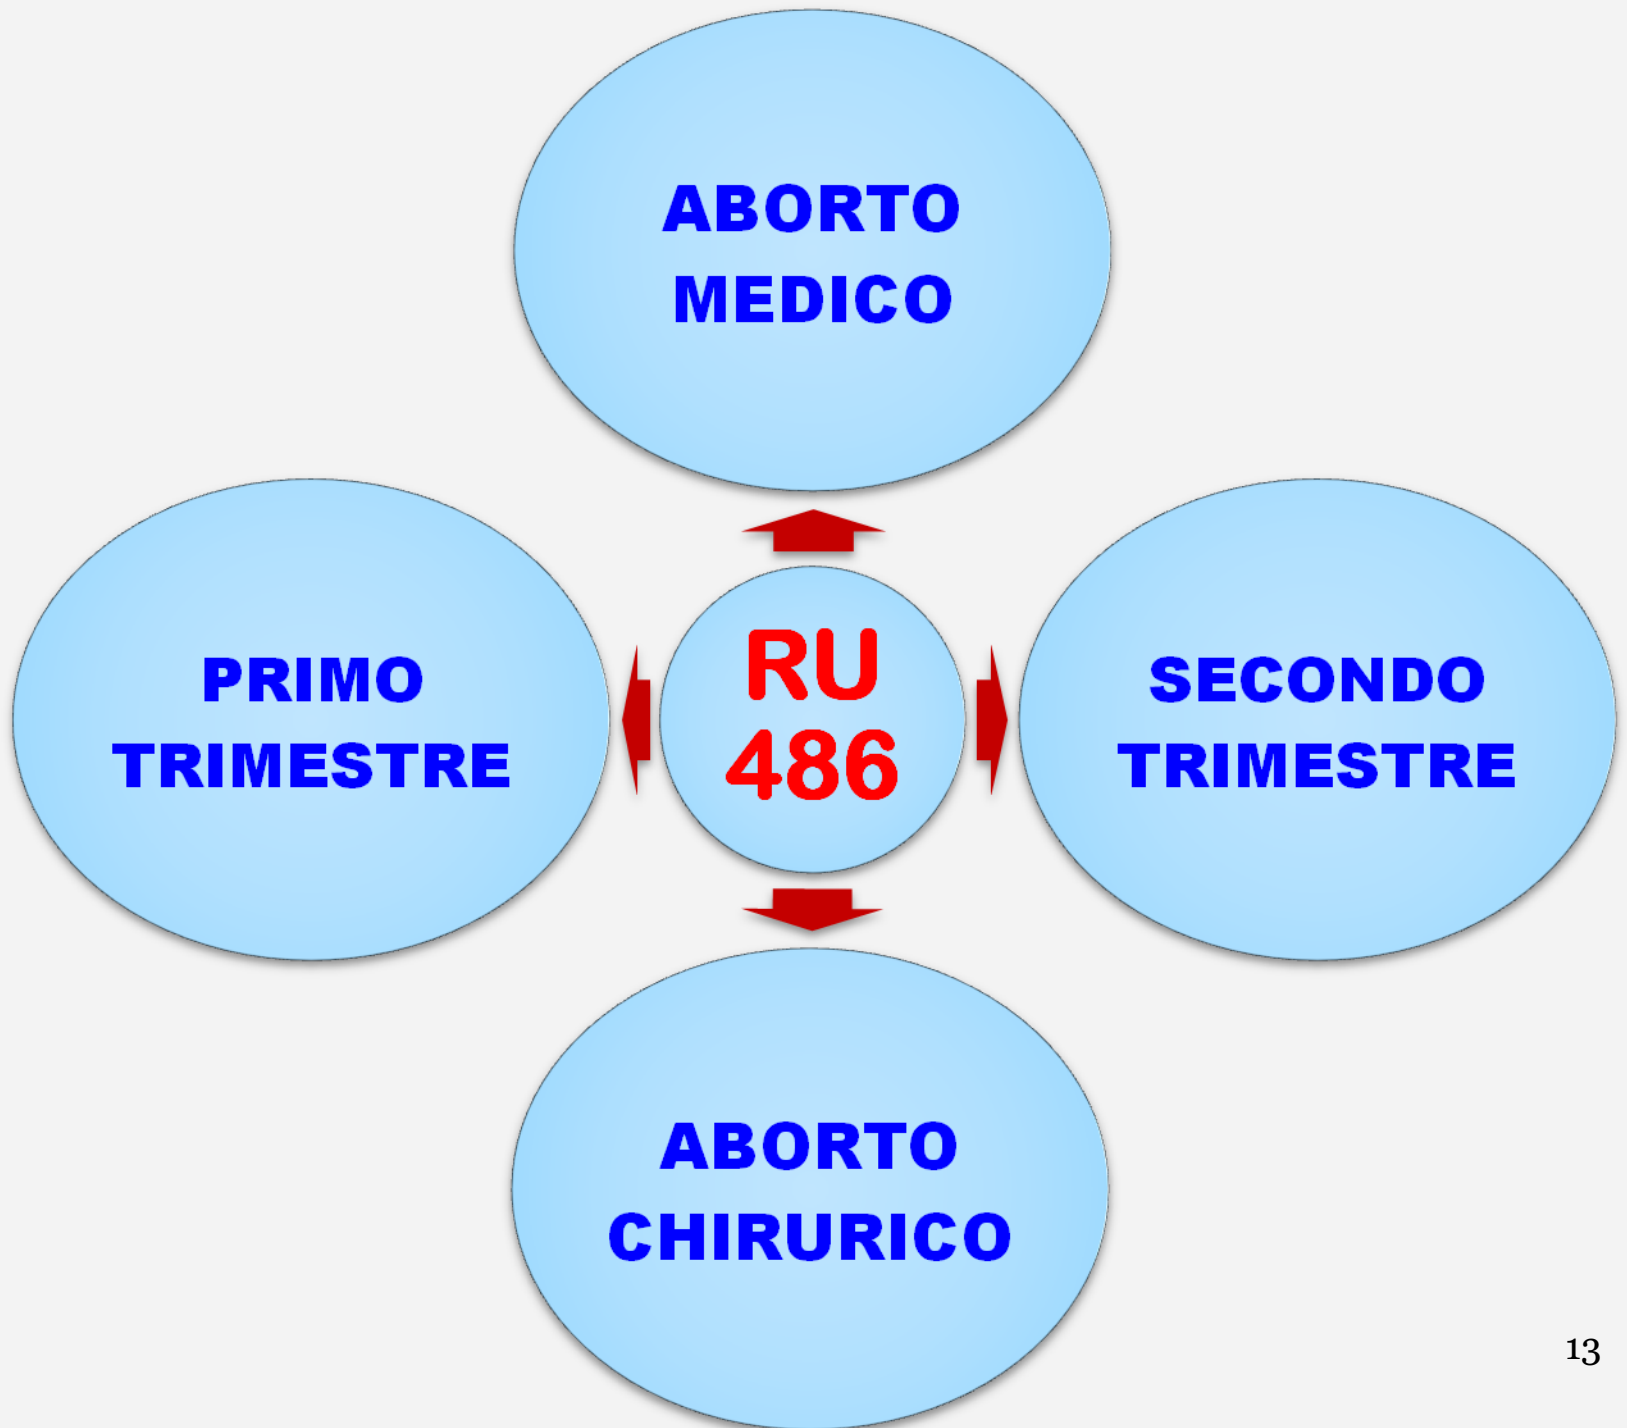 ABORTO
MEDICO
PRIMO
TRIMESTRE
RU
486
SECONDO
TRIMESTRE
ABORTO
CHIRURICO
13